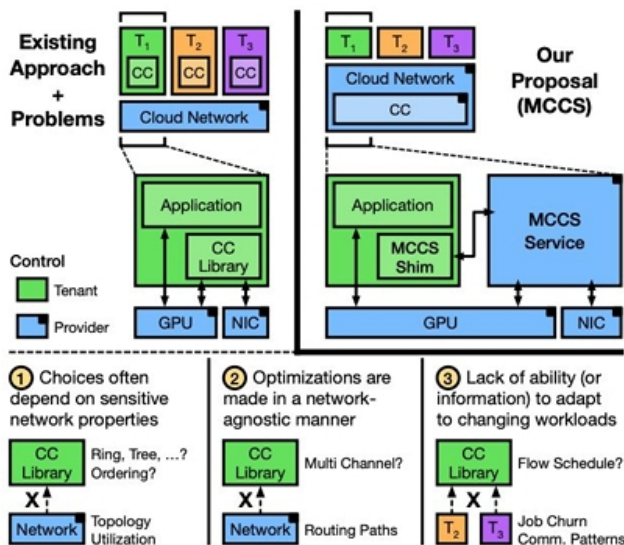 Existing
Approach
+
Problems
T1
T2
T3
CC
CC
CC
Cloud Network
Application
CC
Library
GPU
NIC
Control
Tenant
Provider
T1
T2
T3
Cloud Network
CC
Our
Proposal
(MCCS)
Application
MCCS
Shim
MCCS
Service
GPU
NIC
1 Choices often
depend on sensitive
network properties
CC
Library
Ring, Tree, ...?
Ordering?
X
Network
Topology
Utilization
2 Optimizations are
made in a network-
agnostic manner
CC
Library
Multi Channel?
X
Network
Routing Paths
3 Lack of ability (or
information) to adapt
to changing workloads
CC
Library
Flow Schedule?
X
T2
T3
Job Churn
Comm. Patterns